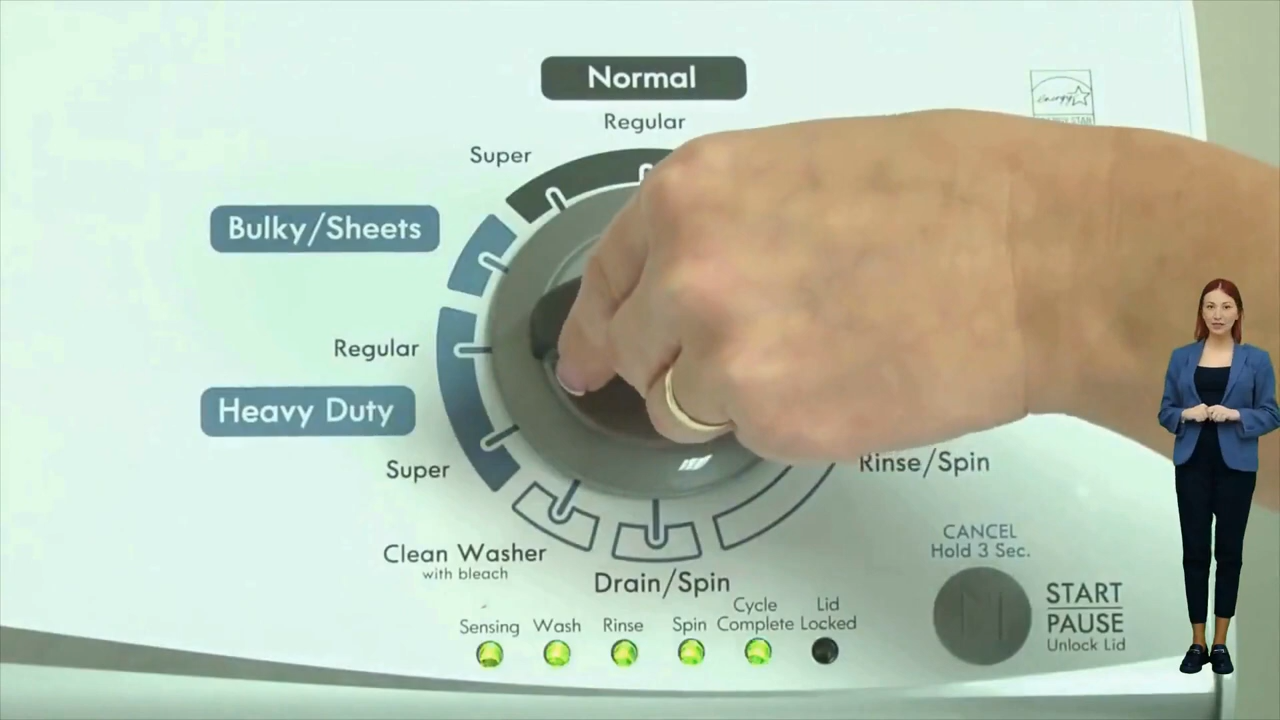 Normal
Regular
Super
energy
Bulky/Sheets
Regular
Heavy Duty
Super
Rinse/Spin
Clean Washer
with bleach
Drain/Spin
CANCEL
Hold 3 Sec.
START
PAUSE
Unlock Lid
Sensing
Wash
Rinse
Spin
Cycle
Complete
Lid
Locked